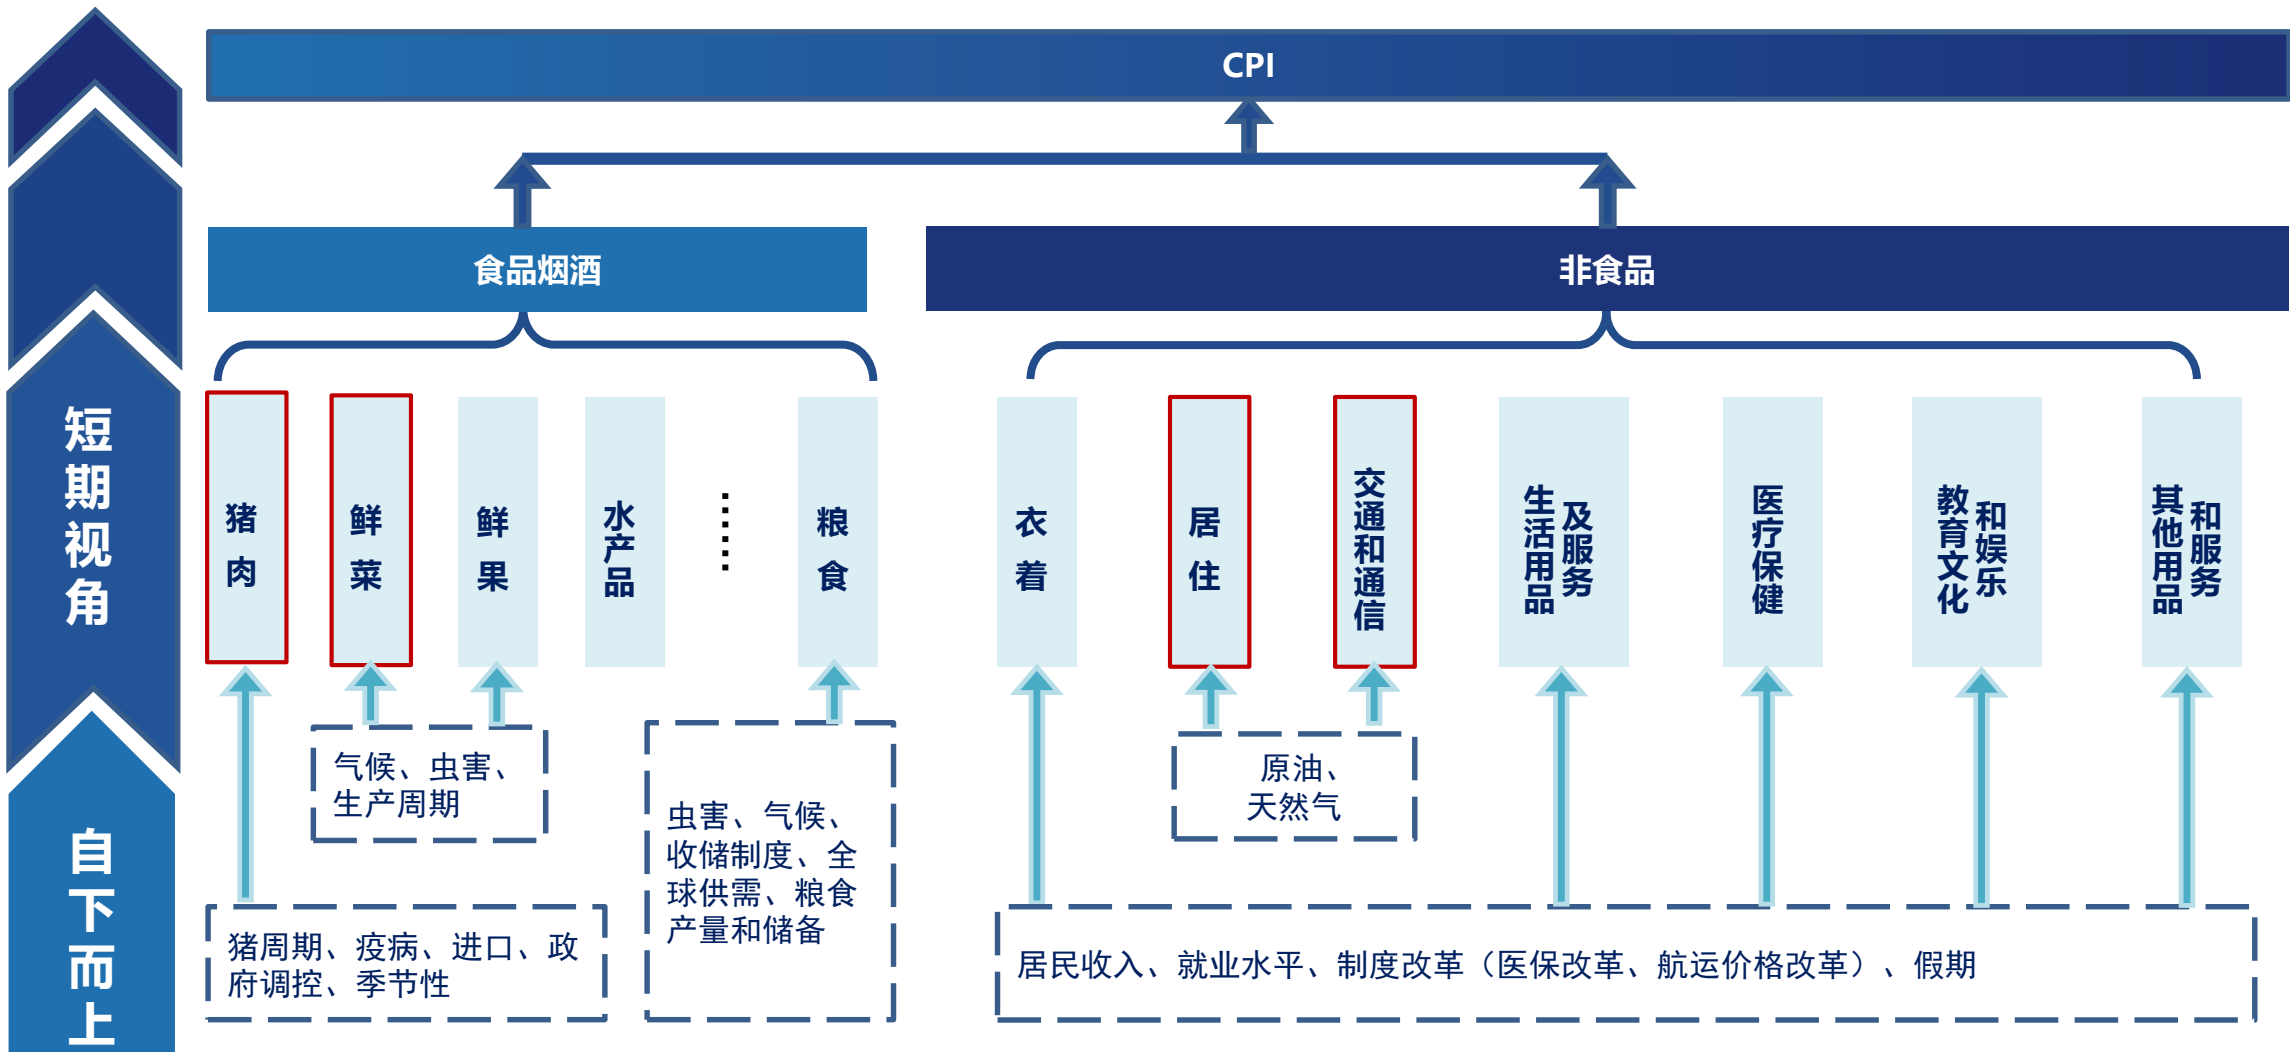 CPI
食品烟酒
非食品
短期视角
自下而上
猪肉
鲜菜
鲜果
水产品
……
粮食
衣着
居住
交通和通信
生活用品
及服务
医疗保健
教育文化
和娱乐
其他用品
和服务
气候、虫害、
生产周期
虫害、气候、
收储制度、全
球供需、粮食
产量和储备
原油、
天然气
猪周期、疫病、进口、政
府调控、季节性
居民收入、就业水平、制度改革（医保改革、航运价格改革）、假期